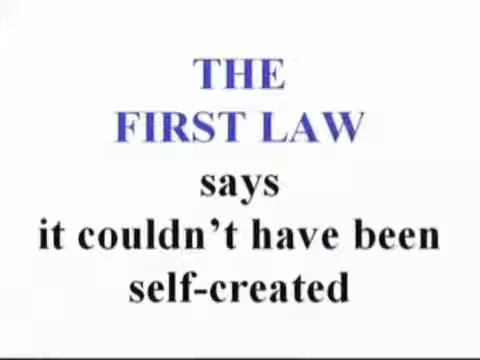 THE
FIRST LAW
says
it couldn’t have been
self-created